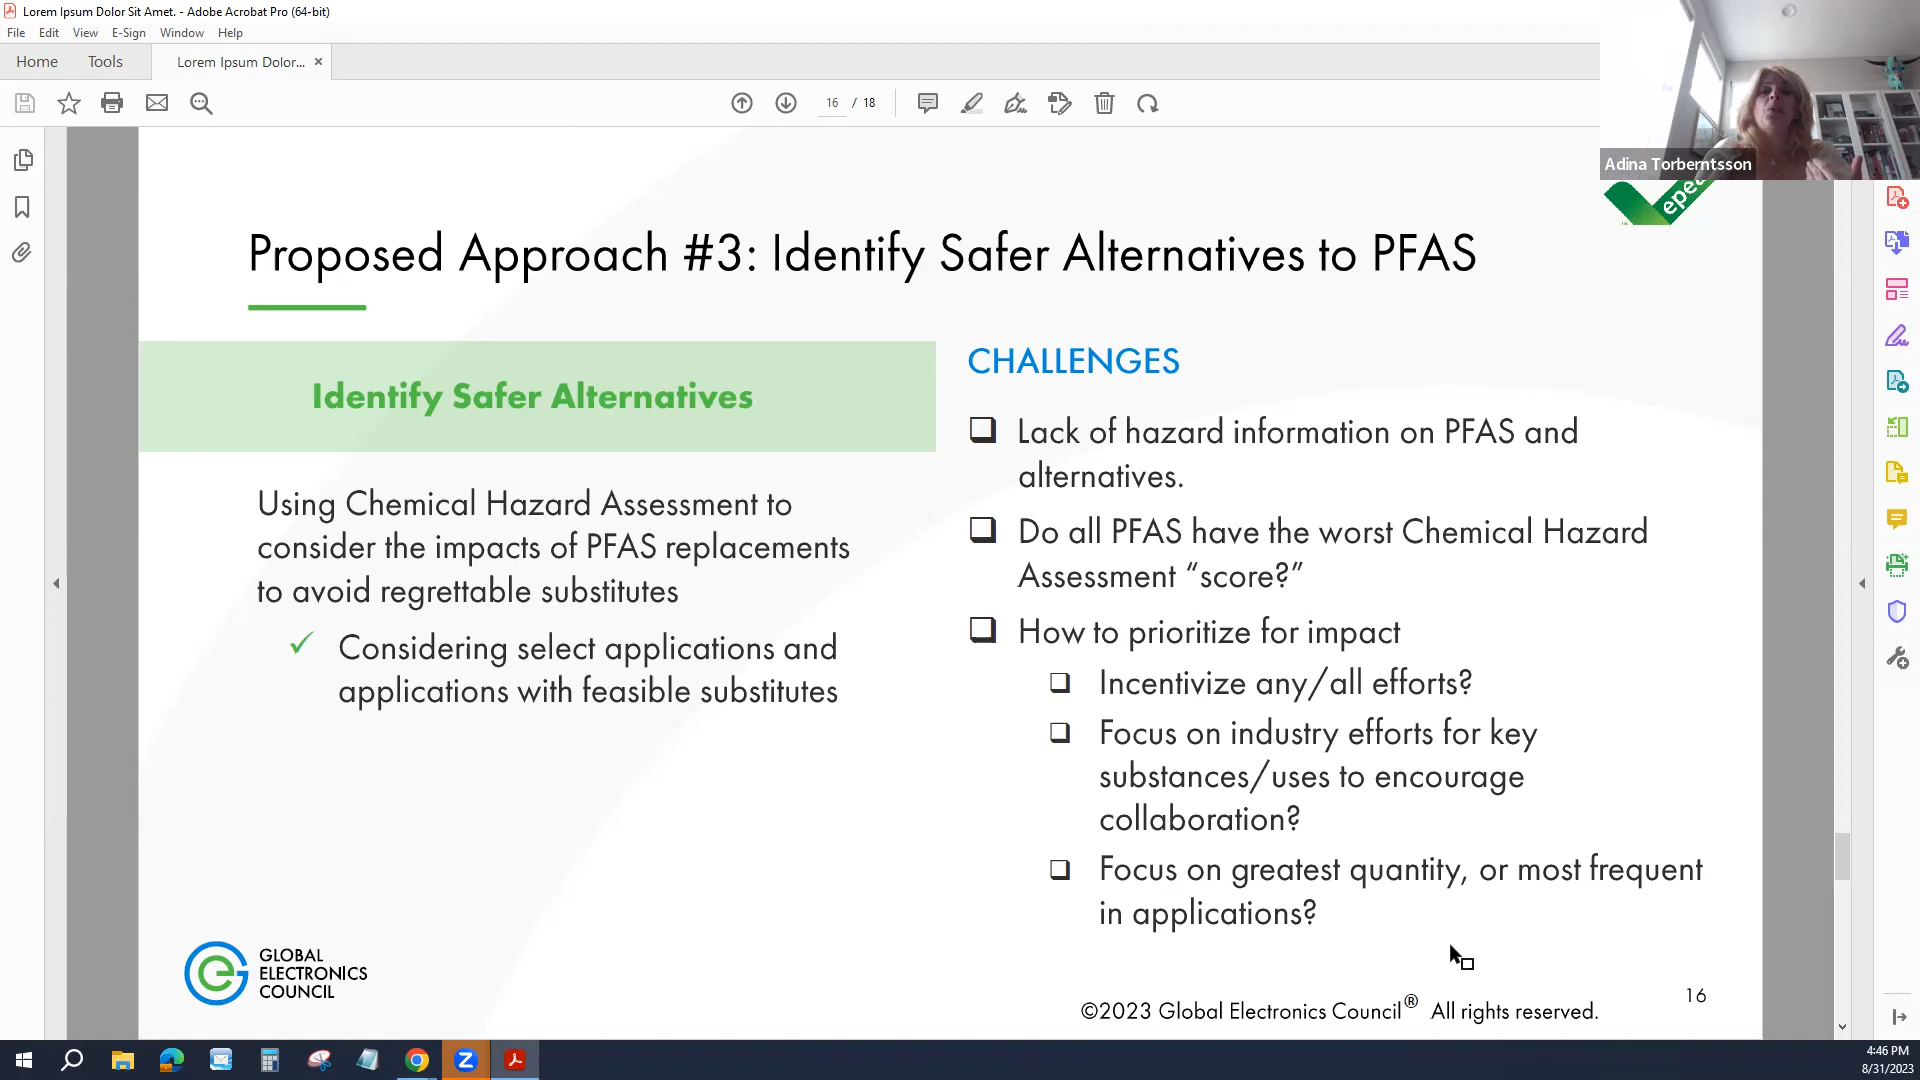 Lorem Ipsum Dolor Sit Amet. - Adobe Acrobat Pro (64-bit)
File Edit View E-Sign Window Help
Home Tools Lorem Ipsum Dolor... ×
16 / 18
Adina Torberntsson
epeat
Proposed Approach #3: Identify Safer Alternatives to PFAS
Identify Safer Alternatives
Using Chemical Hazard Assessment to
consider the impacts of PFAS replacements
to avoid regrettable substitutes
✓ Considering select applications and
applications with feasible substitutes
CHALLENGES
❑ Lack of hazard information on PFAS and
alternatives.
❑ Do all PFAS have the worst Chemical Hazard
Assessment “score?”
❑ How to prioritize for impact
❑ Incentivize any/all efforts?
❑ Focus on industry efforts for key
substances/uses to encourage
collaboration?
❑ Focus on greatest quantity, or most frequent
in applications?
GLOBAL
ELECTRONICS
COUNCIL
©2023 Global Electronics Council® All rights reserved.
16
4:46 PM
8/31/2023